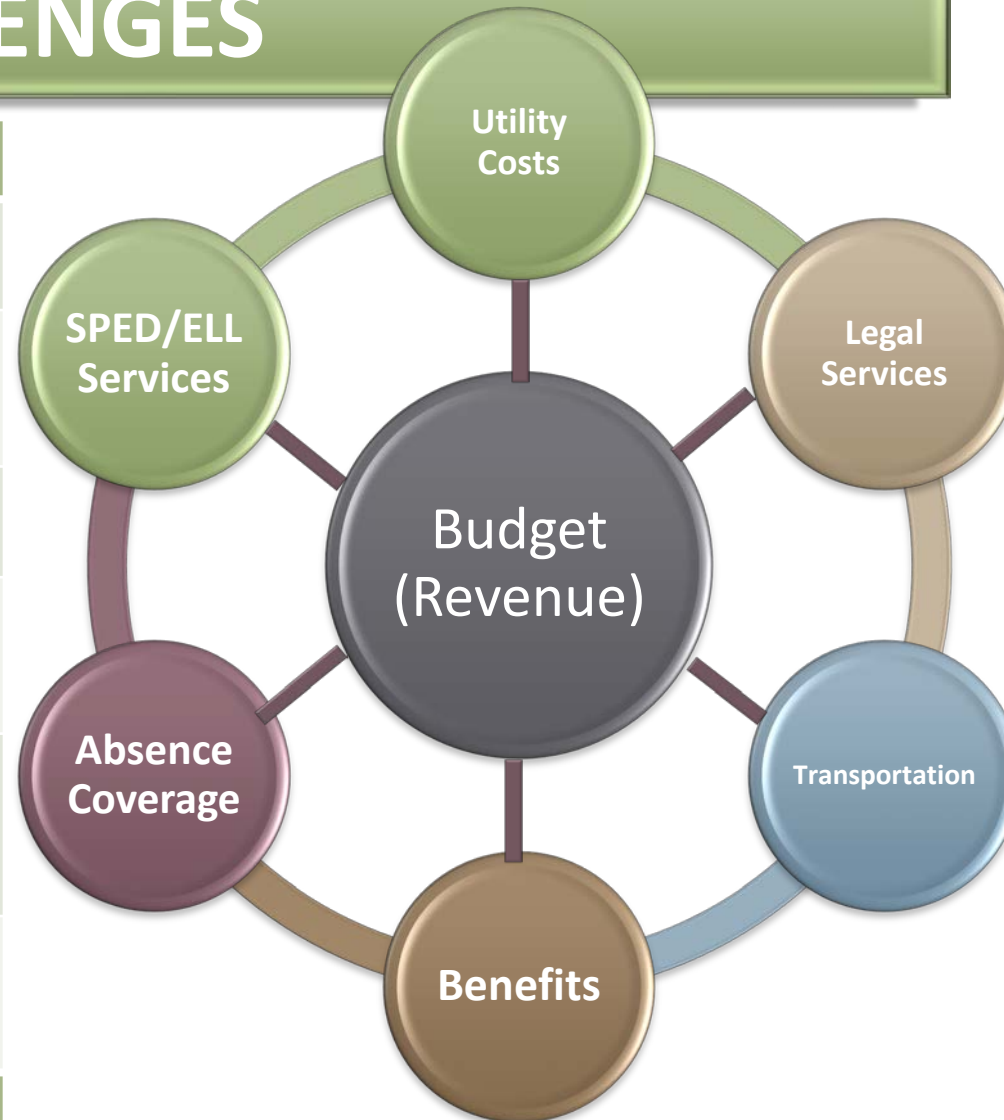 ENGES
Utility
Costs
SPED/ELL
Services
Legal
Services
Budget
(Revenue)
Absence
Coverage
Transportation
Benefits